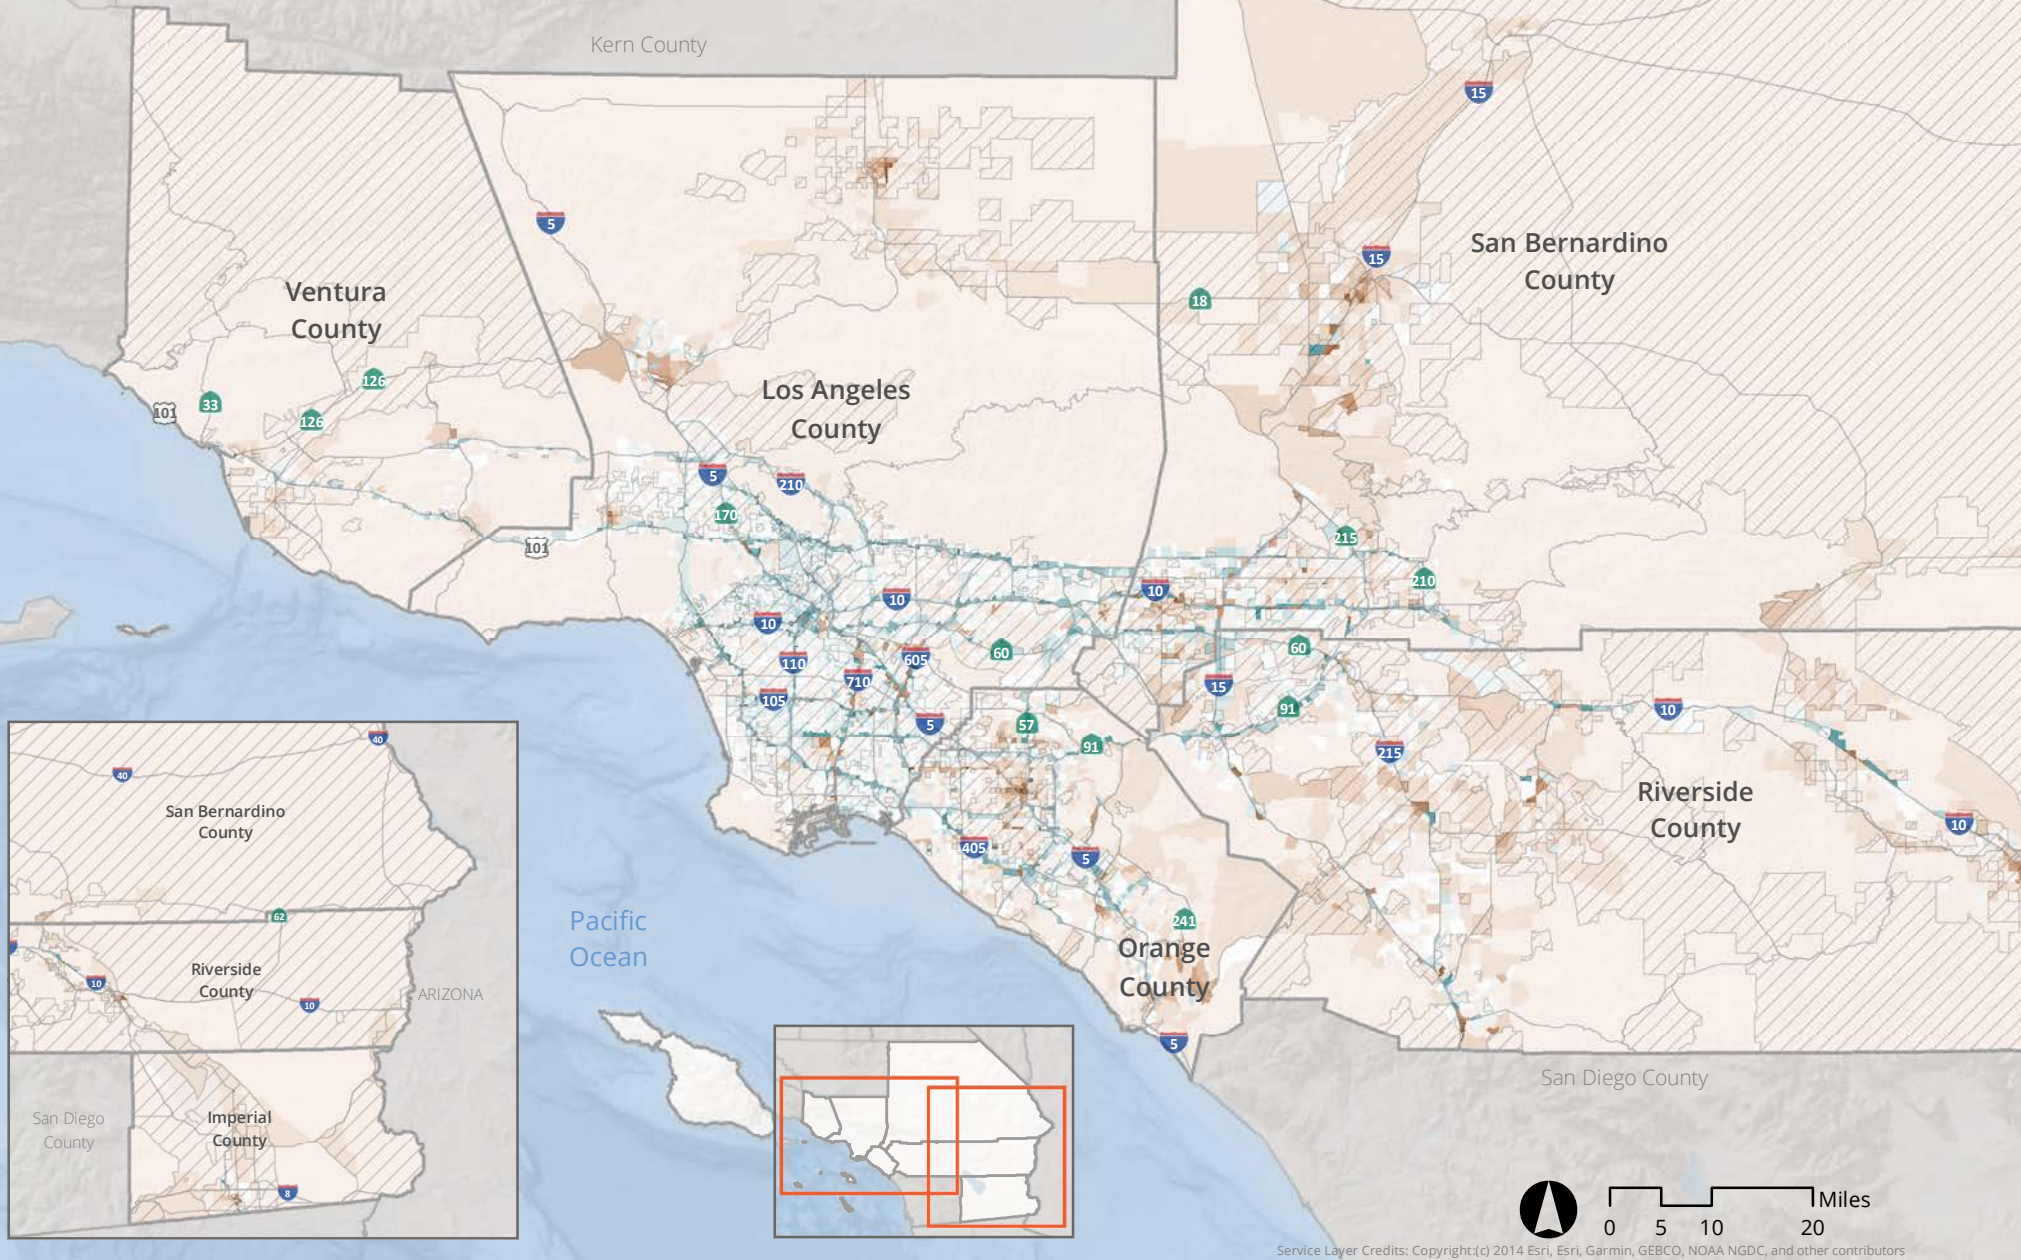 Kern County
15
5
San Bernardino
County
15
Ventura
County
18
126
Los Angeles
County
33
101
126
5
210
170
215
101
210
10
10
10
60
60
110
605
710
15
105
91
10
5
57
91
215
Riverside
County
10
405
5
241
Orange
County
5
Pacific
Ocean
San Diego County
40
40
San Bernardino
County
62
Riverside
County
10
10
ARIZONA
San Diego
County
Imperial
County
8
Miles
0 5 10 20
Service Layer Credits: Copyright:(c) 2014 Esri, Esri, Garmin, GEBCO, NOAA NGDC, and other contributors